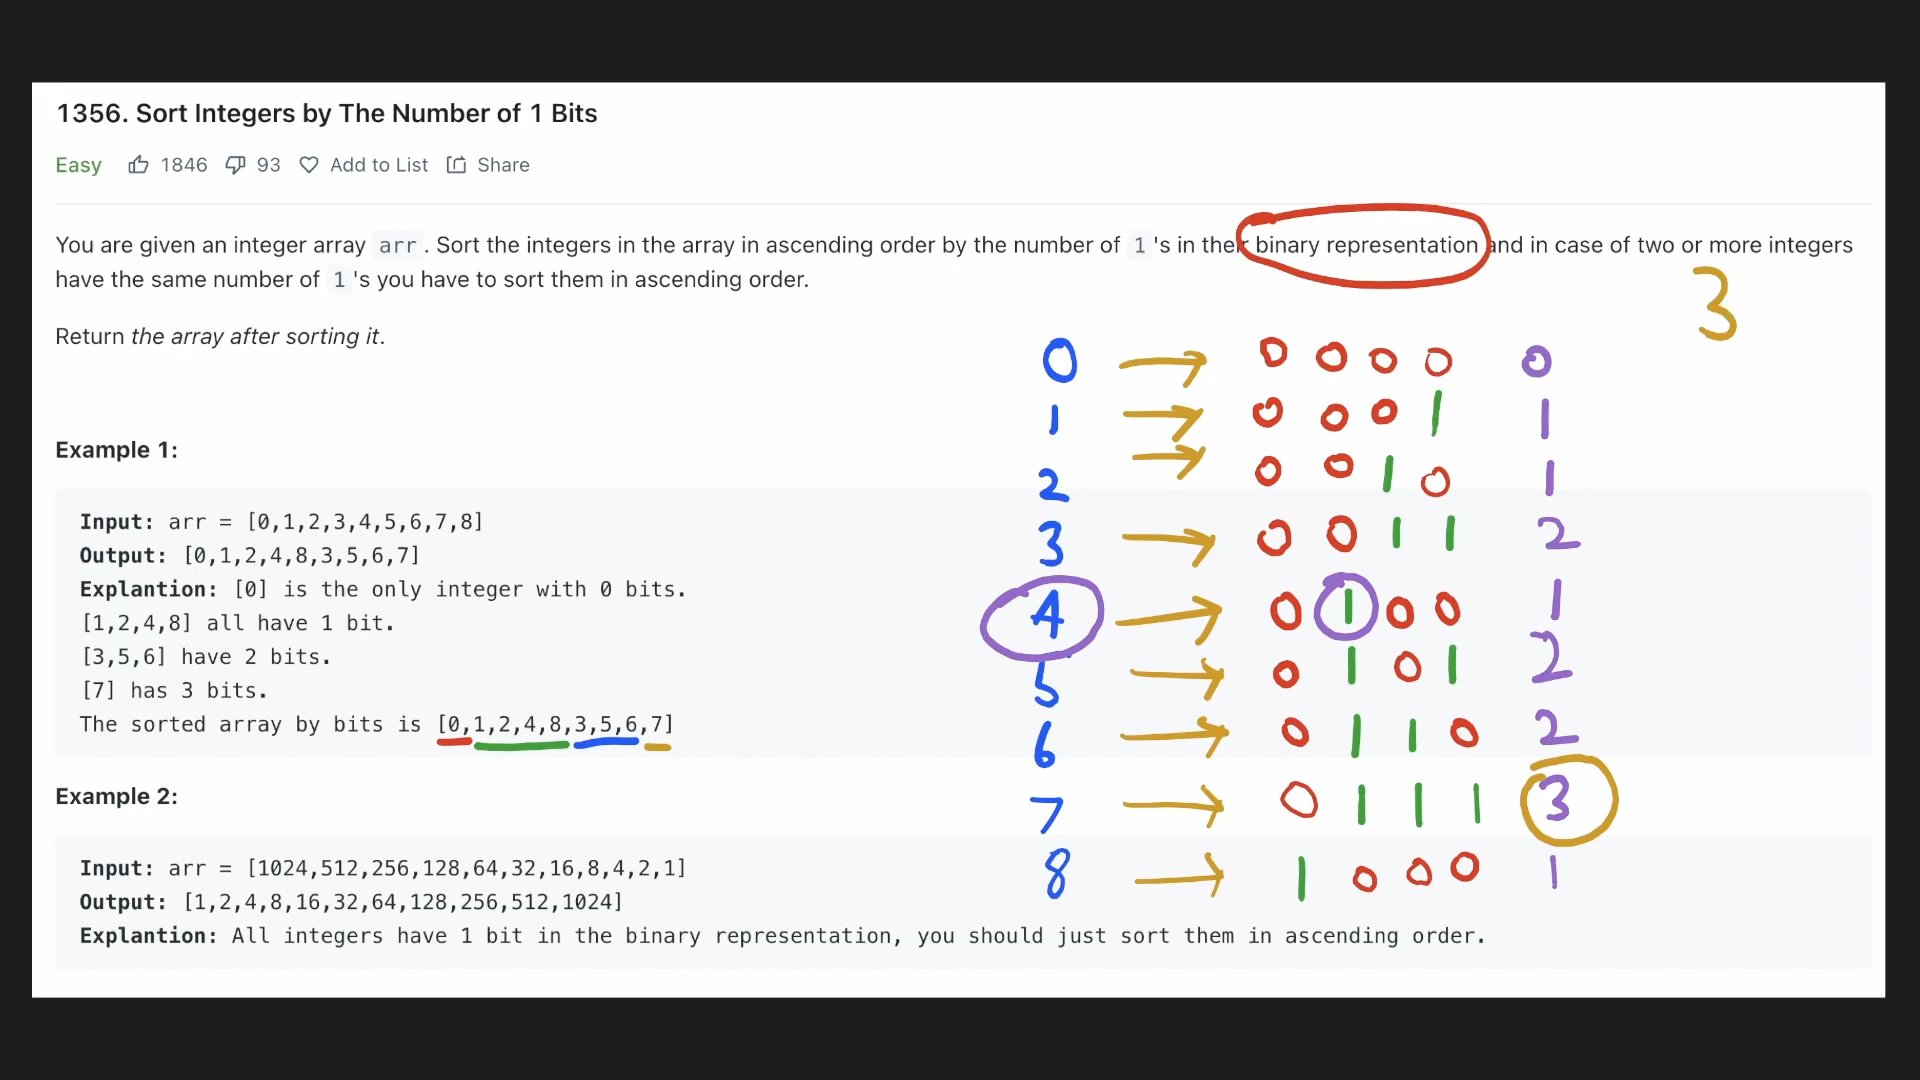 1356. Sort Integers by The Number of 1 Bits
Easy 1846 93 Add to List Share
You are given an integer array arr . Sort the integers in the array in ascending order by the number of 1 's in their binary representation and in case of two or more integers
have the same number of 1 's you have to sort them in ascending order.
3
Return the array after sorting it.
0 → 0 0 0 0 0
1 → 0 0 0 1 1
2 → 0 0 1 0 1
3 → 0 0 1 1 2
4 → 0 1 0 0 1
5 → 0 1 0 1 2
6 → 0 1 1 0 2
7 → 0 1 1 1 3
8 → 1 0 0 0 1
Example 1:
Input: arr = [0,1,2,3,4,5,6,7,8]
Output: [0,1,2,4,8,3,5,6,7]
Explantion: [0] is the only integer with 0 bits.
[1,2,4,8] all have 1 bit.
[3,5,6] have 2 bits.
[7] has 3 bits.
The sorted array by bits is [0,1,2,4,8,3,5,6,7]
Example 2:
Input: arr = [1024,512,256,128,64,32,16,8,4,2,1]
Output: [1,2,4,8,16,32,64,128,256,512,1024]
Explantion: All integers have 1 bit in the binary representation, you should just sort them in ascending order.